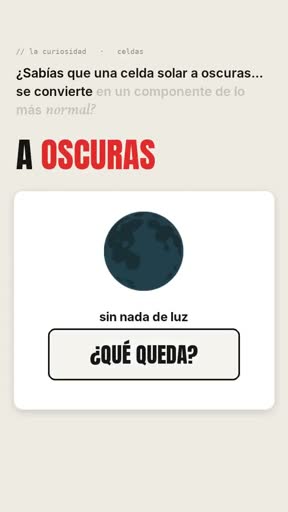 // la curiosidad · celdas
¿Sabías que una celda solar a oscuras...
se convierte en un componente de lo
más normal?
A OSCURAS
sin nada de luz
¿QUÉ QUEDA?